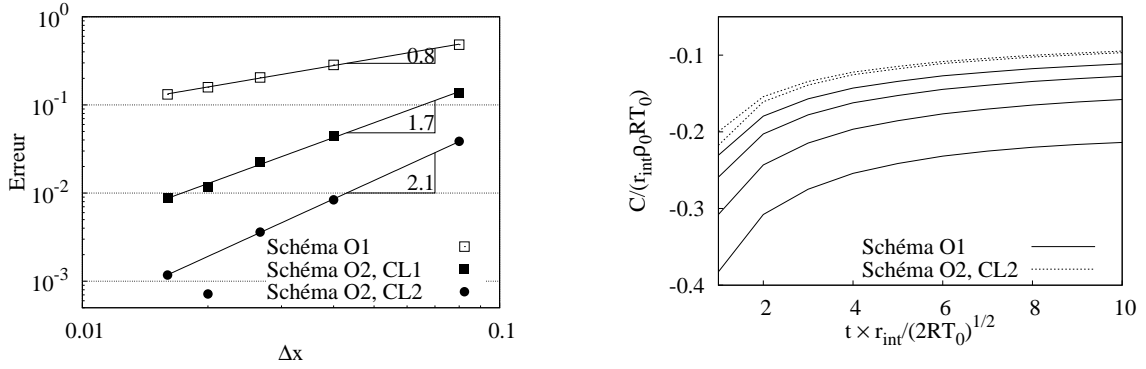 10^0
10^-1
10^-2
10^-3
Erreur
0.8
1.7
2.1
Schéma O1
Schéma O2, CL1
Schéma O2, CL2
0.01
0.1
Δx
-0.1
-0.2
-0.3
-0.4
C/(r_int ρ_0 RT_0)
Schéma O1
Schéma O2, CL2
2
4
6
8
10
t × r_int/(2RT_0)^1/2